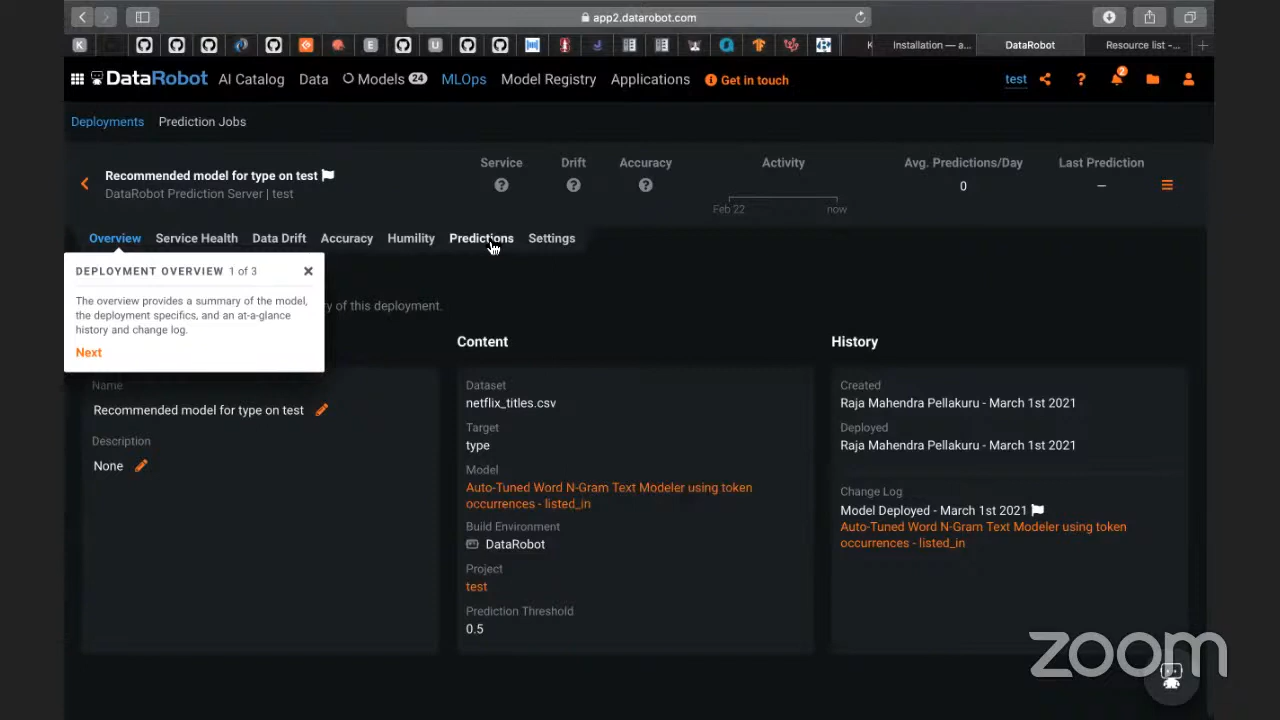 app2.datarobot.com
K
E
U
K
Installation — a...
DataRobot
Resource list -...
DataRobot
AI Catalog
Data
Models 24
MLOps
Model Registry
Applications
Get in touch
test
2
Deployments
Prediction Jobs
Recommended model for type on test
DataRobot Prediction Server | test
Service
Drift
Accuracy
Activity
Feb 22
now
Avg. Predictions/Day
0
Last Prediction
—
Overview
Service Health
Data Drift
Accuracy
Humility
Predictions
Settings
DEPLOYMENT OVERVIEW 1 of 3
The overview provides a summary of the model,
the deployment specifics, and an at-a-glance
history and change log.
Next
y of this deployment.
Name
Recommended model for type on test
Description
None
Content
Dataset
netflix_titles.csv
Target
type
Model
Auto-Tuned Word N-Gram Text Modeler using token
occurrences - listed_in
Build Environment
DataRobot
Project
test
Prediction Threshold
0.5
History
Created
Raja Mahendra Pellakuru - March 1st 2021
Deployed
Raja Mahendra Pellakuru - March 1st 2021
Change Log
Model Deployed - March 1st 2021
Auto-Tuned Word N-Gram Text Modeler using token
occurrences - listed_in
zoom